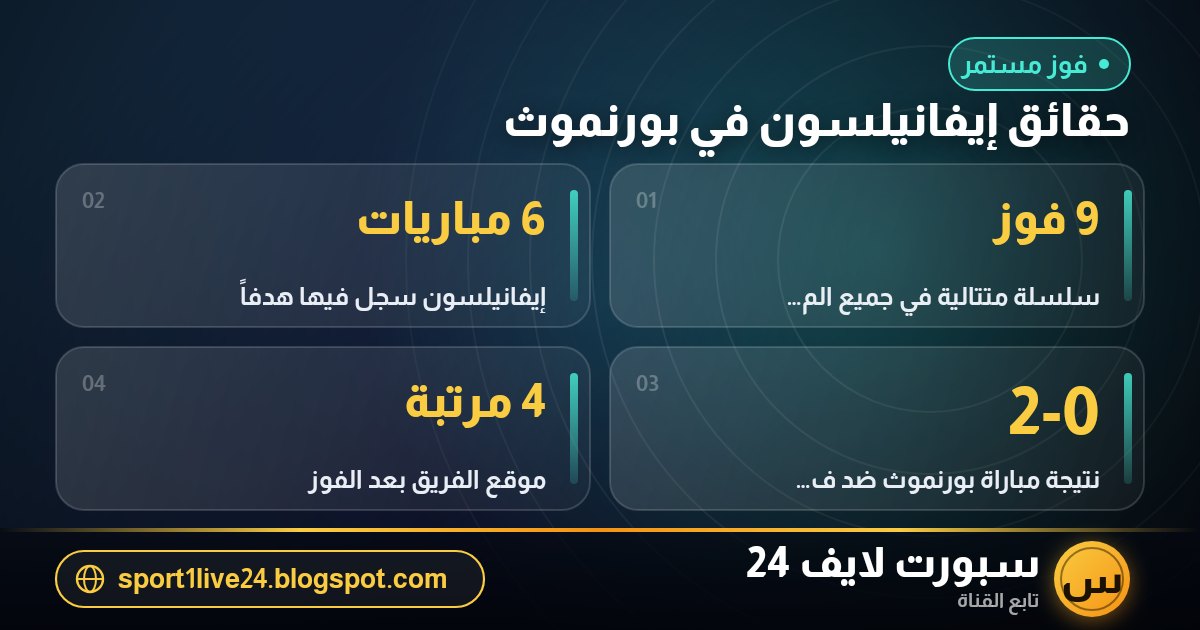 فوز مستمر
حقائق إيفانيلسون في بورنموث
01
9 فوز
سلسلة متتالية في جميع الم...
02
6 مباريات
إيفانيلسون سجل فيها هدفاً
03
2-0
نتيجة مباراة بورنموث ضد ف...
04
4 مرتبة
موقع الفريق بعد الفوز
س
سبورت لايف 24
تابع القناة
sport1live24.blogspot.com